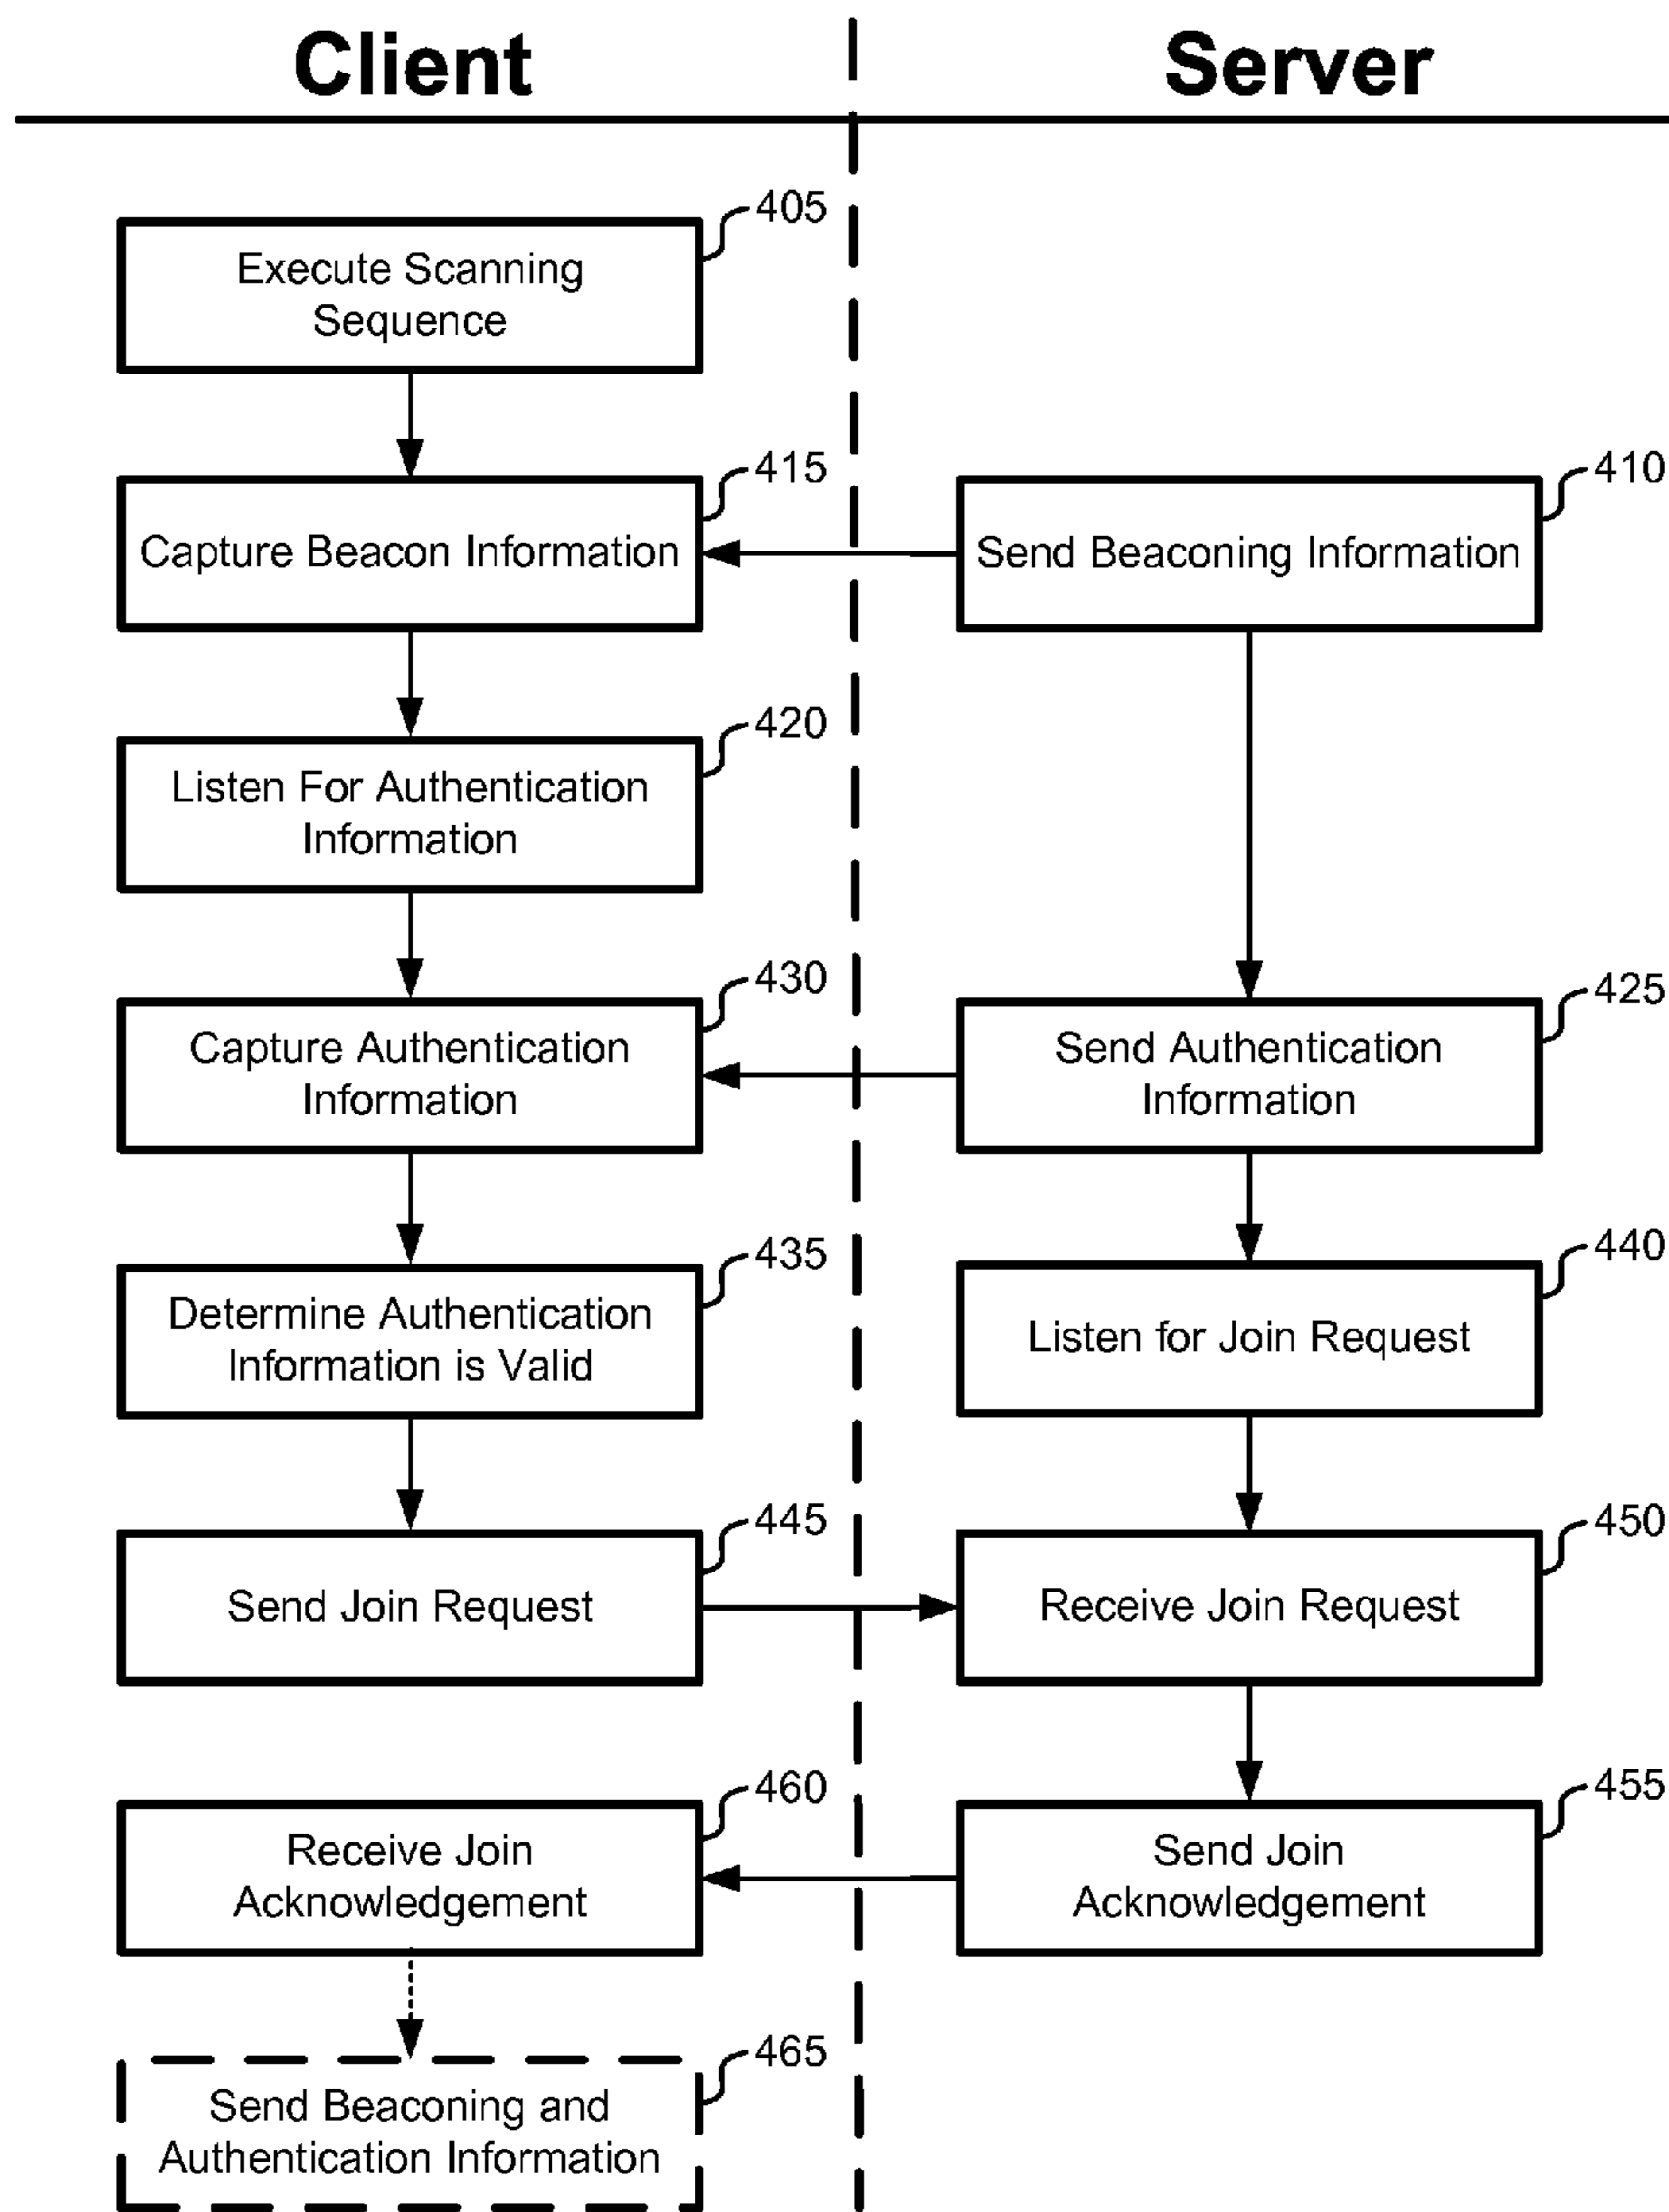 Client
Server
405
Execute Scanning
Sequence
415
Capture Beacon Information
410
Send Beaconing Information
420
Listen For Authentication
Information
430
Capture Authentication
Information
425
Send Authentication
Information
435
Determine Authentication
Information is Valid
440
Listen for Join Request
445
Send Join Request
450
Receive Join Request
460
Receive Join
Acknowledgement
455
Send Join
Acknowledgement
465
Send Beaconing and
Authentication Information